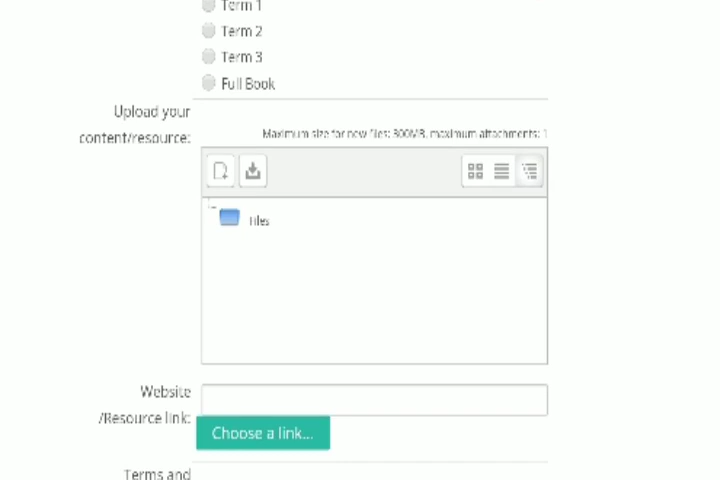 Term 1
Term 2
Term 3
Full Book
Upload your
content/resource:
Maximum size for new files: 300MB, maximum attachments: 1
Files
Website
/Resource link:
Choose a link...
Terms and